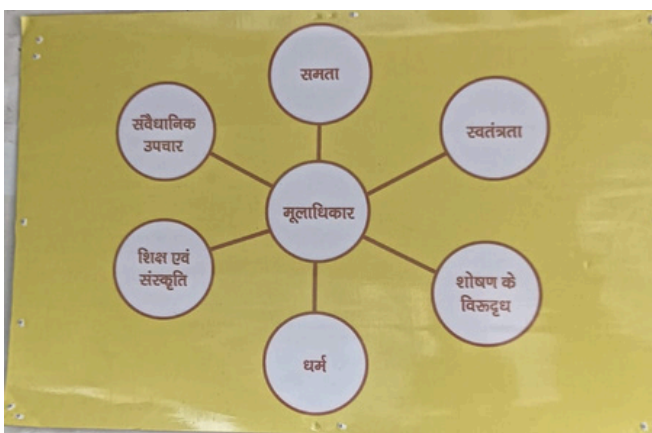 समता
संवैधानिक
उपचार
स्वतंत्रता
मूलाधिकार
शिक्ष एवं
संस्कृति
शोषण के
विरूद्ध
धर्म